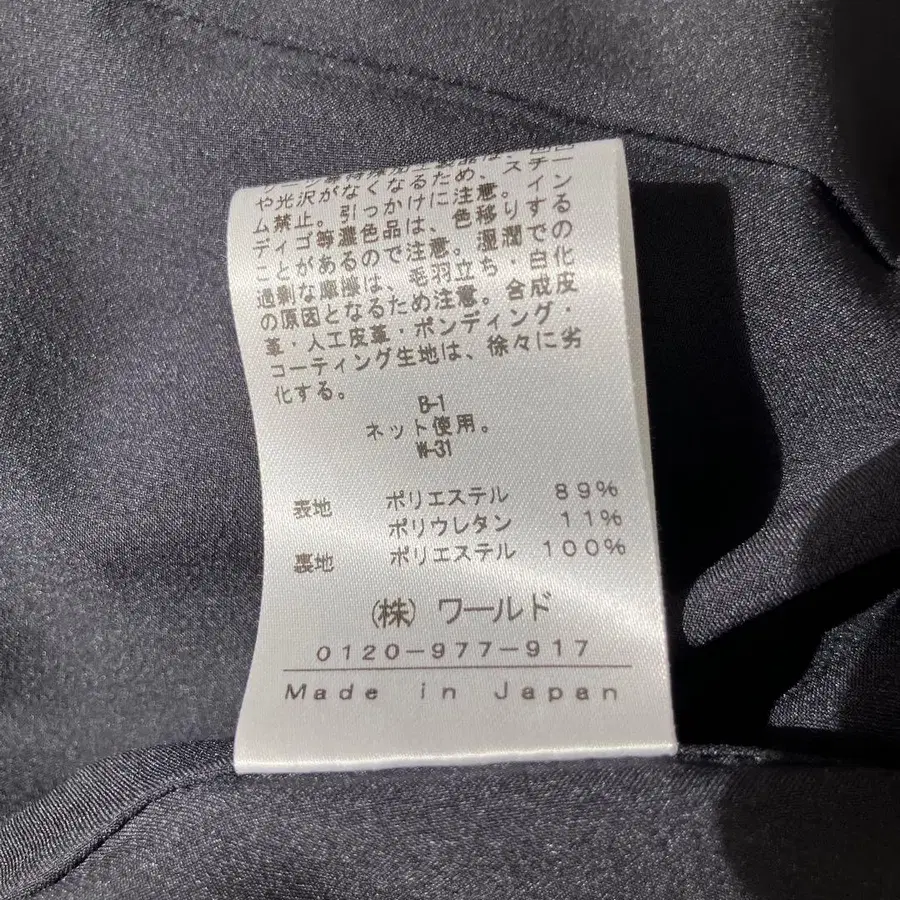 や光沢がなくなるため、スチー
ム禁止。引っかけに注意。イン
ディゴ等濃色品は、色移りする
ことがあるので注意。湿潤での
過剰な摩擦は、毛羽立ち・白化
の原因となるため注意。合成皮
革・人工皮革・ボンディング・
コーティング生地は、徐々に劣
化する。
B-1
ネット使用。
W-31
表地 ポリエステル 89%
ポリウレタン 11%
裏地 ポリエステル 100%
(株) ワールド
0120-977-917
Made in Japan